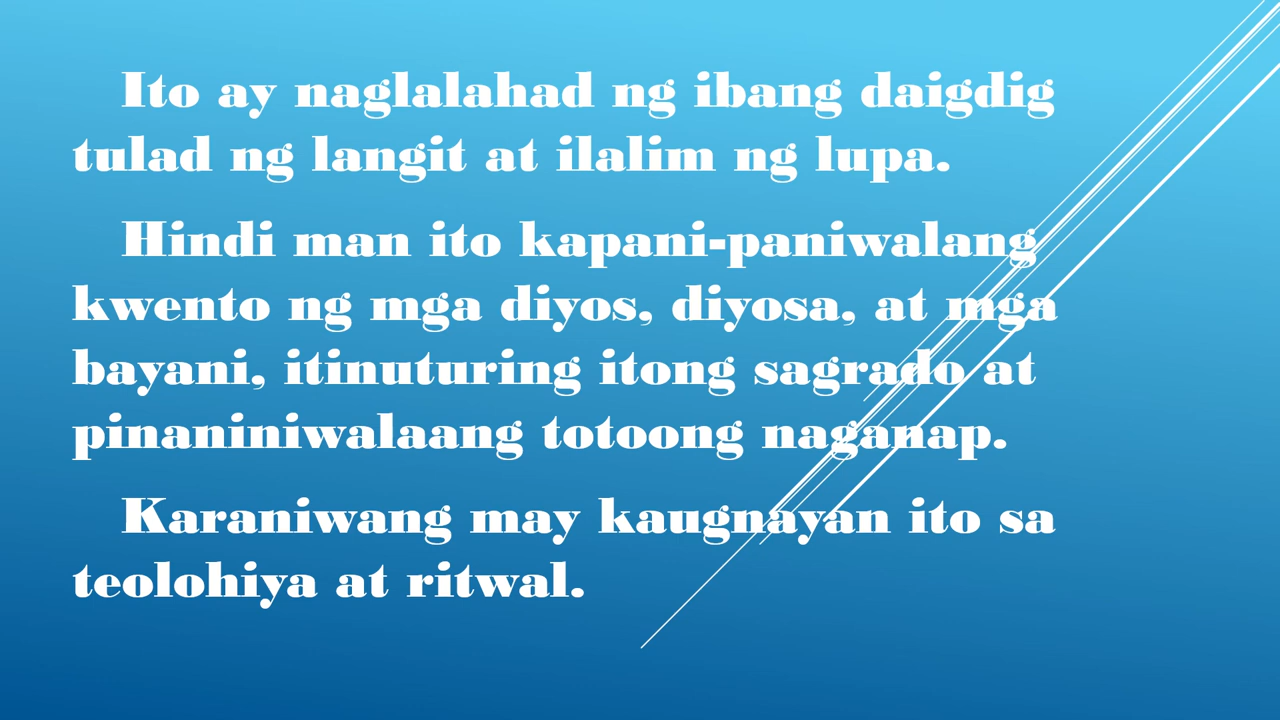 Ito ay naglalahad ng ibang daigdig
tulad ng langit at ilalim ng lupa.
Hindi man ito kapani-paniwalang
kwento ng mga diyos, diyosa, at mga
bayani, itinuturing itong sagrado at
pinaniniwalaang totoong naganap.
Karaniwang may kaugnayan ito sa
teolohiya at ritwal.